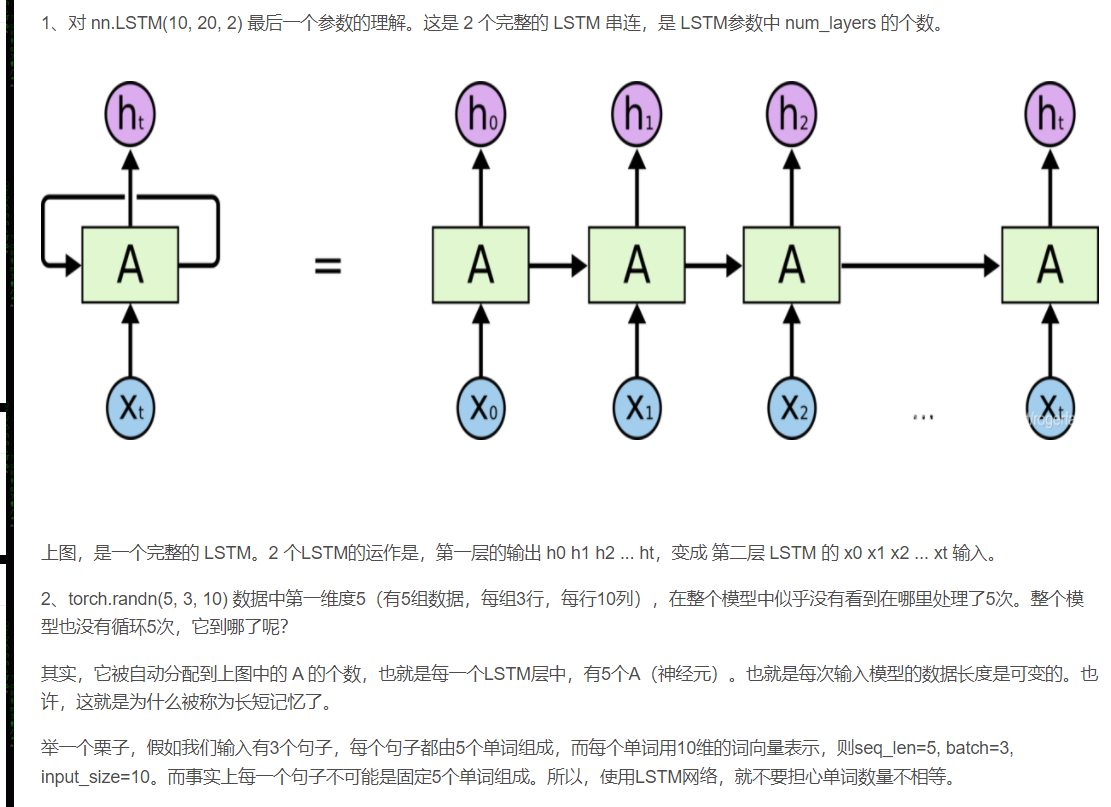 1、对 nn.LSTM(10, 20, 2) 最后一个参数的理解。这是 2 个完整的 LSTM 串连，是 LSTM参数中 num_layers 的个数。
ht h0 h1 h2 ht
A = A A A A
Xt X0 X1 X2 ... Xt
上图，是一个完整的 LSTM。2 个LSTM的运作是，第一层的输出 h0 h1 h2 ... ht，变成 第二层 LSTM 的 x0 x1 x2 ... xt 输入。
2、torch.randn(5, 3, 10) 数据中第一维度5（有5组数据，每组3行，每行10列），在整个模型中似乎没有看到在哪里处理了5次。整个模
型也没有循环5次，它到哪了呢？
其实，它被自动分配到上图中的 A 的个数，也就是每一个LSTM层中，有5个A（神经元）。也就是每次输入模型的数据长度是可变的。也
许，这就是为什么被称为长短记忆了。
举一个栗子，假如我们输入有3个句子，每个句子都由5个单词组成，而每个单词用10维的词向量表示，则seq_len=5, batch=3,
input_size=10。而事实上每一个句子不可能是固定5个单词组成。所以，使用LSTM网络，就不要担心单词数量不相等。